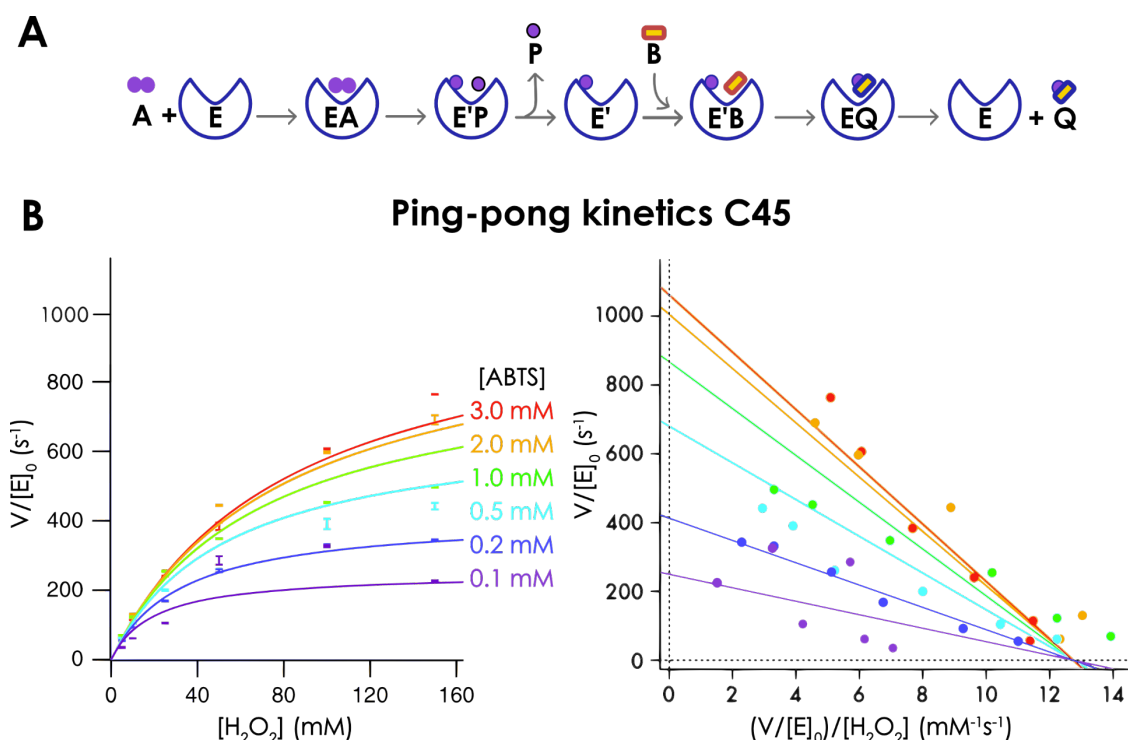 A
P B
A + E EA E'P E' E'B EQ E + Q
B
Ping-pong kinetics C45
V/[E]₀ (s⁻¹)
1000
800
600
400
200
0
0 40 80 120 160
[H₂O₂] (mM)
[ABTS]
3.0 mM
2.0 mM
1.0 mM
0.5 mM
0.2 mM
0.1 mM
V/[E]₀ (s⁻¹)
1000
800
600
400
200
0
0 2 4 6 8 10 12 14
(V/[E]₀)/[H₂O₂] (mM⁻¹s⁻¹)